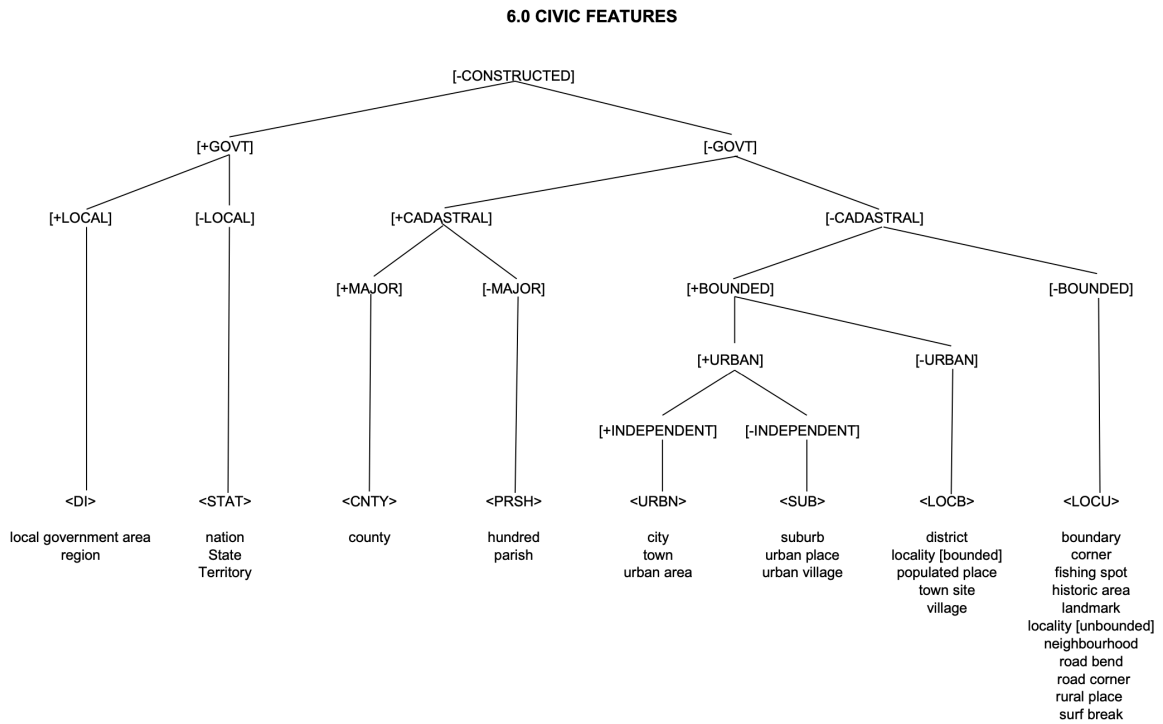 6.0 CIVIC FEATURES
[-CONSTRUCTED]
[+GOVT]
[-GOVT]
[+LOCAL]
[-LOCAL]
[+CADASTRAL]
[-CADASTRAL]
[+MAJOR]
[-MAJOR]
[+BOUNDED]
[-BOUNDED]
[+URBAN]
[-URBAN]
[+INDEPENDENT]
[-INDEPENDENT]
<DI>
<STAT>
<CNTY>
<PRSH>
<URBN>
<SUB>
<LOCB>
<LOCU>
local government area
region
nation
State
Territory
county
hundred
parish
city
town
urban area
suburb
urban place
urban village
district
locality [bounded]
populated place
town site
village
boundary
corner
fishing spot
historic area
landmark
locality [unbounded]
neighbourhood
road bend
road corner
rural place
surf break